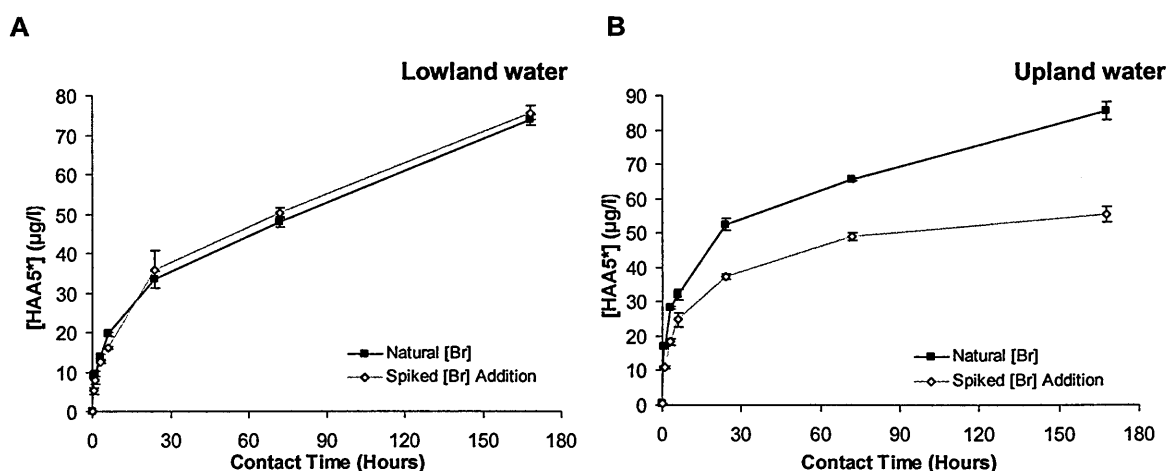 A
Lowland water
80
70
60
50
40
30
20
10
0
[HAA5*] (µg/l)
Natural [Br]
Spiked [Br] Addition
0 30 60 90 120 150 180
Contact Time (Hours)
B
Upland water
90
80
70
60
50
40
30
20
10
0
[HAA5*] (µg/l)
Natural [Br]
Spiked [Br] Addition
0 30 60 90 120 150 180
Contact Time (Hours)